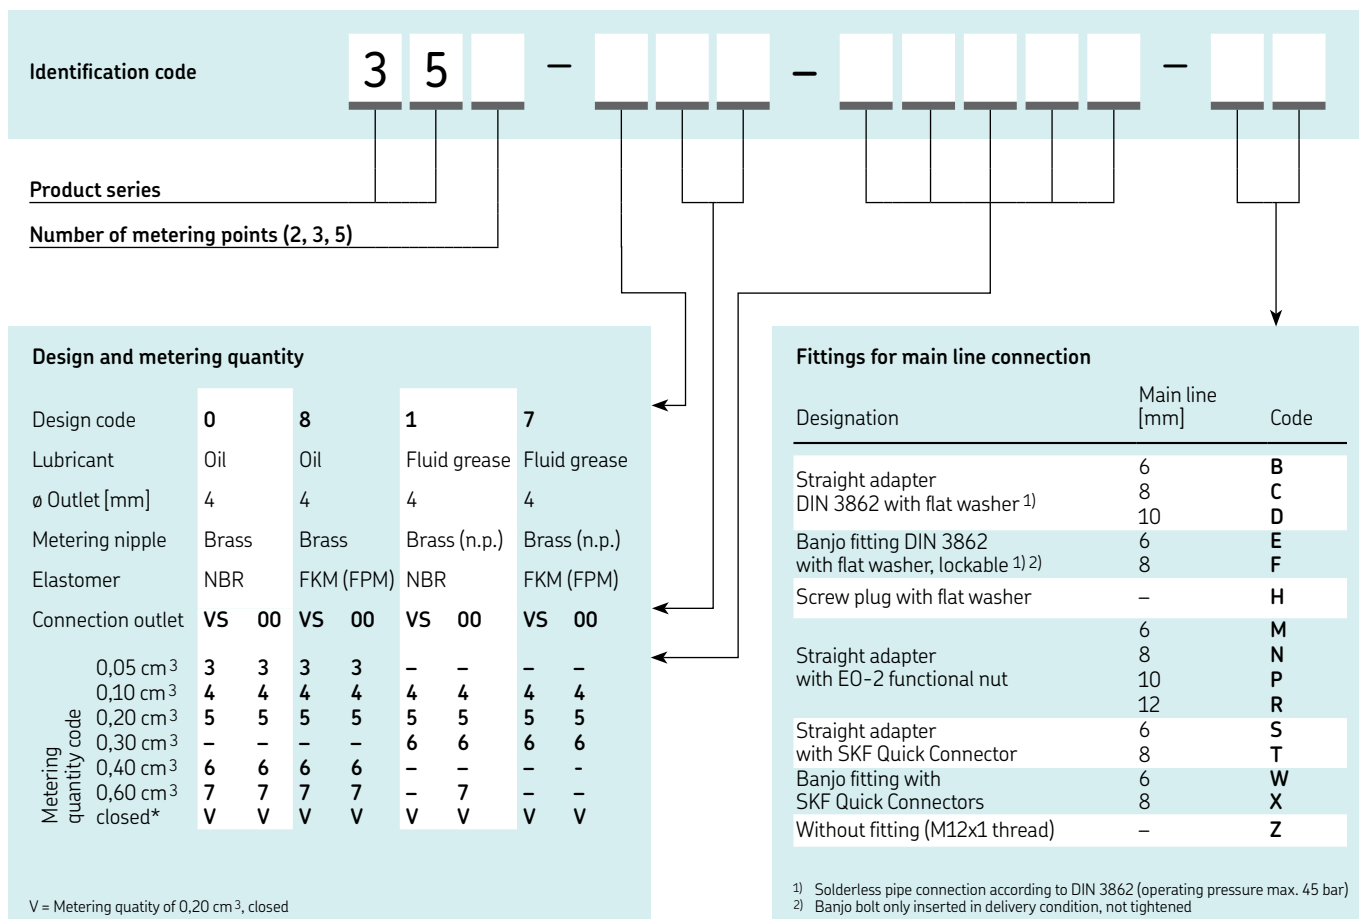 Identification code 3 5 – – –
Product series
Number of metering points (2, 3, 5)
Design and metering quantity
Design code 0 8 1 7
Lubricant Oil Oil Fluid grease Fluid grease
ø Outlet [mm] 4 4 4 4
Metering nipple Brass Brass Brass (n.p.) Brass (n.p.)
Elastomer NBR FKM (FPM) NBR FKM (FPM)
Connection outlet VS 00 VS 00 VS 00 VS 00
Metering
quantity code
0,05 cm³ 3 3 3 3 – – – –
0,10 cm³ 4 4 4 4 4 4 4 4
0,20 cm³ 5 5 5 5 5 5 5 5
0,30 cm³ – – – – 6 6 6 6
0,40 cm³ 6 6 6 6 – – – -
0,60 cm³ 7 7 7 7 – 7 – –
closed* V V V V V V V V
V = Metering quatity of 0,20 cm³, closed
Fittings for main line connection
Main line
Designation [mm] Code
Straight adapter
DIN 3862 with flat washer 1)
6 B
8 C
10 D
Banjo fitting DIN 3862 6 E
with flat washer, lockable 1) 2) 8 F
Screw plug with flat washer – H
Straight adapter
with EO-2 functional nut
6 M
8 N
10 P
12 R
Straight adapter 6 S
with SKF Quick Connector 8 T
Banjo fitting with 6 W
SKF Quick Connectors 8 X
Without fitting (M12x1 thread) – Z
1) Solderless pipe connection according to DIN 3862 (operating pressure max. 45 bar)
2) Banjo bolt only inserted in delivery condition, not tightened